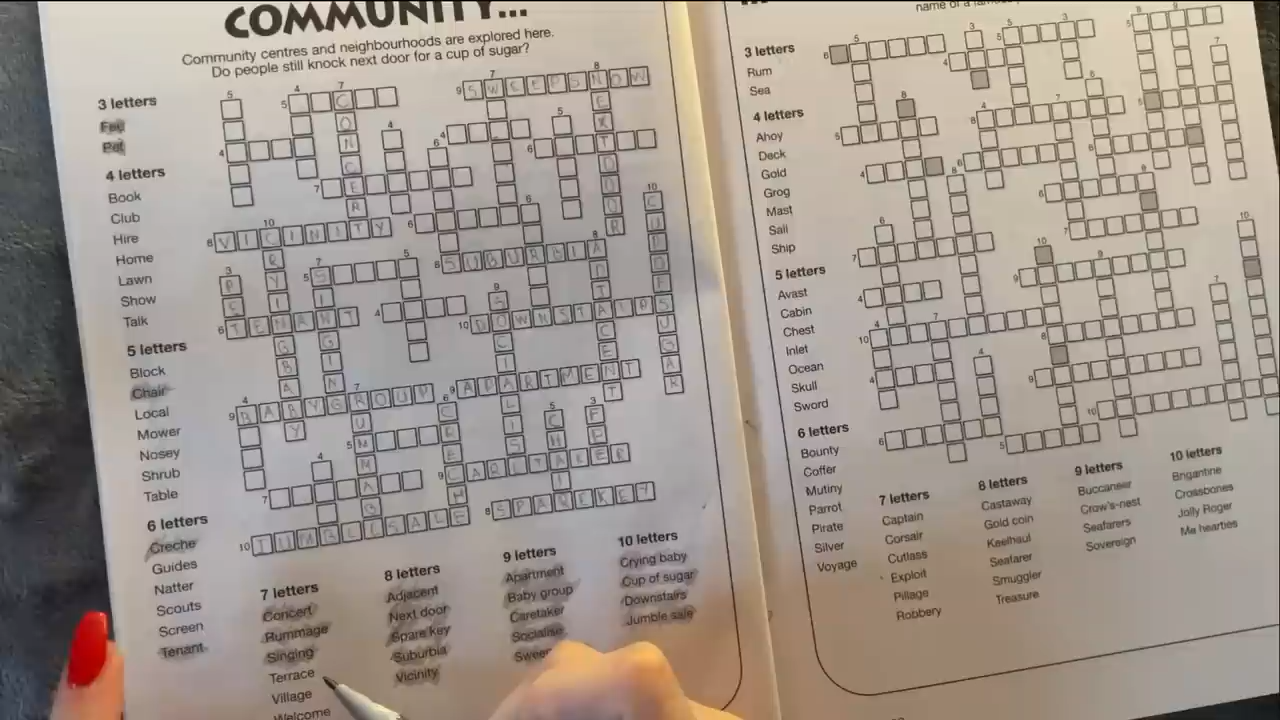 COMMUNITY...
Community centres and neighbourhoods are explored here.
Do people still knock next door for a cup of sugar?
3 letters
Fee
Pet
4 letters
Book
Club
Hire
Home
Lawn
Show
Talk
5 letters
Block
Chair
Local
Mower
Nosey
Shrub
Table
6 letters
Creche
Guides
Natter
Scouts
Screen
Tenant
7 letters
Concert
Rummage
Singing
Terrace
Village
Welcome
8 letters
Adjacent
Next door
Spare key
Suburbia
Vicinity
9 letters
Apartment
Baby group
Caretaker
Socialise
10 letters
Crying baby
Cup of sugar
Downstairs
Jumble sale
SWEEPSNOW
VICINITY
SUBURBIA
TENANT
DOWNSTAIRS
APARTMENT
BABYGROUP
CARETAKER
SPAREKEY
JUMBLESALE
name of a
3 letters
Rum
Sea
4 letters
Ahoy
Deck
Gold
Grog
Mast
Sail
Ship
5 letters
Avast
Cabin
Chest
Inlet
Ocean
Skull
Sword
6 letters
Bounty
Coffer
Mutiny
Parrot
Pirate
Silver
Voyage
7 letters
Captain
Corsair
Cutlass
Exploit
Pillage
Robbery
8 letters
Castaway
Gold coin
Keelhaul
Seafarer
Smuggler
Treasure
9 letters
Buccaneer
Crow's-nest
Seafarers
Sovereign
10 letters
Brigantine
Crossbones
Jolly Roger
Me hearties